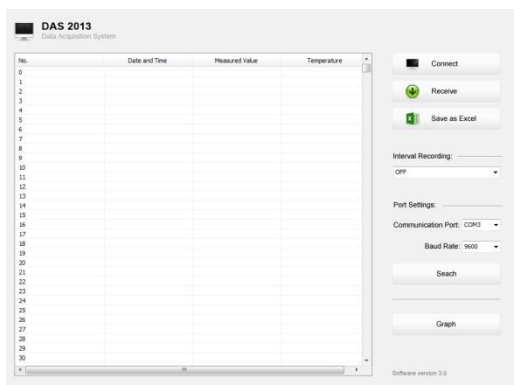 DAS 2013
Data Acquisition System
No. Date and Time Measured Value Temperature
0
1
2
3
4
5
6
7
8
9
10
11
12
13
14
15
16
17
18
19
20
21
22
23
24
25
26
27
28
29
30
Connect
Receive
Save as Excel
Interval Recording:
OFF
Port Settings:
Communication Port: COM3
Baud Rate: 9600
Seach
Graph
Software version 3.0